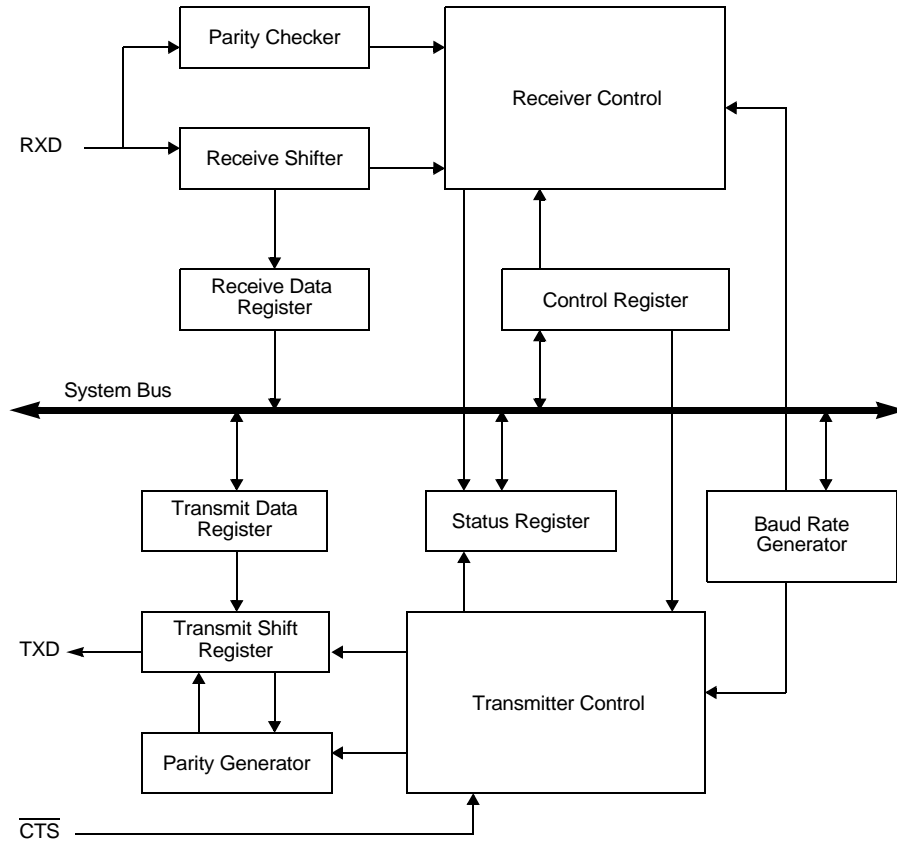 Parity Checker
Receiver Control
RXD
Receive Shifter
Receive Data
Register
Control Register
System Bus
Transmit Data
Register
Status Register
Baud Rate
Generator
TXD
Transmit Shift
Register
Transmitter Control
Parity Generator
C̅T̅S̅